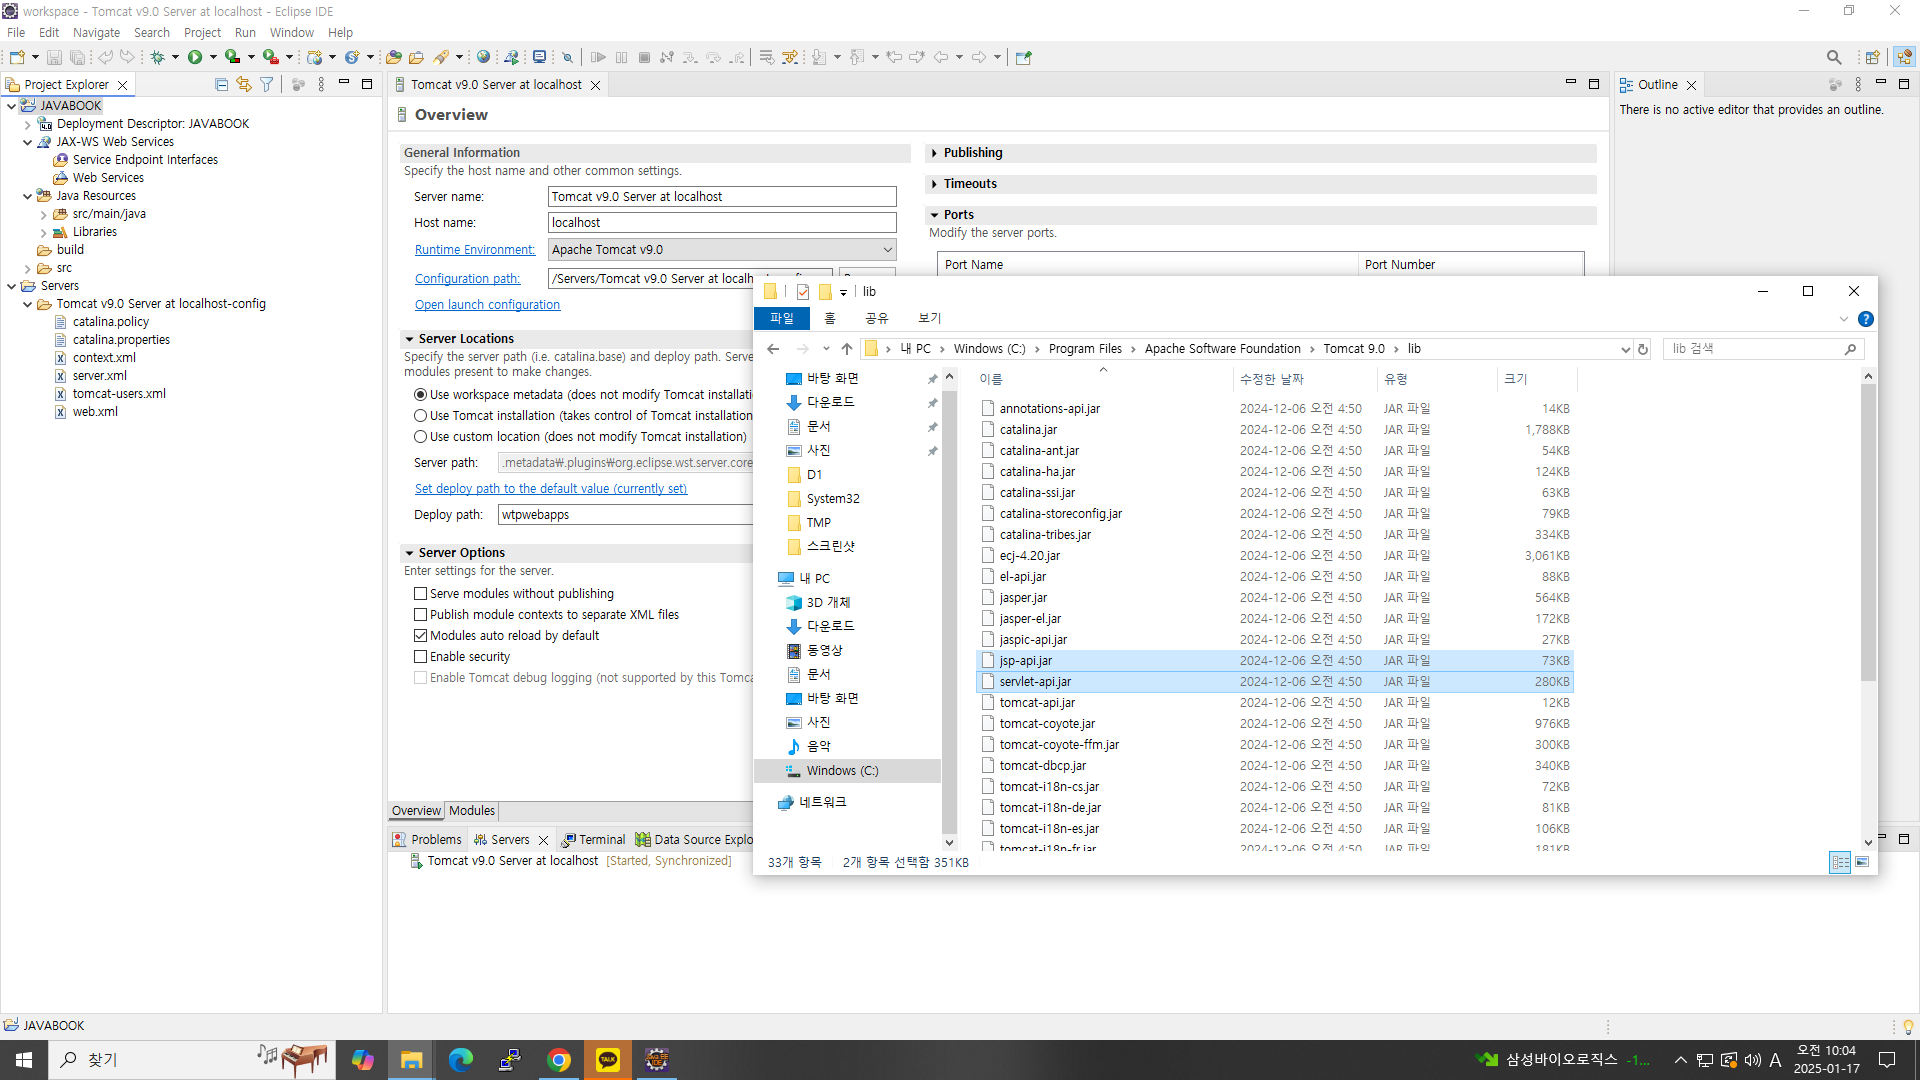 workspace - Tomcat v9.0 Server at localhost - Eclipse IDE
File Edit Navigate Search Project Run Window Help
Project Explorer
JAVABOOK
Deployment Descriptor: JAVABOOK
JAX-WS Web Services
Service Endpoint Interfaces
Web Services
Java Resources
src/main/java
Libraries
build
src
Servers
Tomcat v9.0 Server at localhost-config
catalina.policy
catalina.properties
context.xml
server.xml
tomcat-users.xml
web.xml
Tomcat v9.0 Server at localhost
Overview
General Information
Specify the host name and other common settings.
Server name: Tomcat v9.0 Server at localhost
Host name: localhost
Runtime Environment: Apache Tomcat v9.0
Configuration path: /Servers/Tomcat v9.0 Server at localh
Open launch configuration
Server Locations
Specify the server path (i.e. catalina.base) and deploy path. Serve
modules present to make changes.
Use workspace metadata (does not modify Tomcat installati
Use Tomcat installation (takes control of Tomcat installation
Use custom location (does not modify Tomcat installation)
Server path: .metadata₩.plugins₩org.eclipse.wst.server.core
Set deploy path to the default value (currently set)
Deploy path: wtpwebapps
Server Options
Enter settings for the server.
Serve modules without publishing
Publish module contexts to separate XML files
Modules auto reload by default
Enable security
Enable Tomcat debug logging (not supported by this Tomca
Overview Modules
Publishing
Timeouts
Ports
Modify the server ports.
Port Name Port Number
Outline
There is no active editor that provides an outline.
Problems Servers Terminal Data Source Explo
Tomcat v9.0 Server at localhost [Started, Synchronized]
lib
파일 홈 공유 보기
내 PC Windows (C:) Program Files Apache Software Foundation Tomcat 9.0 lib
lib 검색
바탕 화면
다운로드
문서
사진
D1
System32
TMP
스크린샷
내 PC
3D 개체
다운로드
동영상
문서
바탕 화면
사진
음악
Windows (C:)
네트워크
이름 수정한 날짜 유형 크기
annotations-api.jar 2024-12-06 오전 4:50 JAR 파일 14KB
catalina.jar 2024-12-06 오전 4:50 JAR 파일 1,788KB
catalina-ant.jar 2024-12-06 오전 4:50 JAR 파일 54KB
catalina-ha.jar 2024-12-06 오전 4:50 JAR 파일 124KB
catalina-ssi.jar 2024-12-06 오전 4:50 JAR 파일 63KB
catalina-storeconfig.jar 2024-12-06 오전 4:50 JAR 파일 79KB
catalina-tribes.jar 2024-12-06 오전 4:50 JAR 파일 334KB
ecj-4.20.jar 2024-12-06 오전 4:50 JAR 파일 3,061KB
el-api.jar 2024-12-06 오전 4:50 JAR 파일 88KB
jasper.jar 2024-12-06 오전 4:50 JAR 파일 564KB
jasper-el.jar 2024-12-06 오전 4:50 JAR 파일 172KB
jaspic-api.jar 2024-12-06 오전 4:50 JAR 파일 27KB
jsp-api.jar 2024-12-06 오전 4:50 JAR 파일 73KB
servlet-api.jar 2024-12-06 오전 4:50 JAR 파일 280KB
tomcat-api.jar 2024-12-06 오전 4:50 JAR 파일 12KB
tomcat-coyote.jar 2024-12-06 오전 4:50 JAR 파일 976KB
tomcat-coyote-ffm.jar 2024-12-06 오전 4:50 JAR 파일 300KB
tomcat-dbcp.jar 2024-12-06 오전 4:50 JAR 파일 340KB
tomcat-i18n-cs.jar 2024-12-06 오전 4:50 JAR 파일 72KB
tomcat-i18n-de.jar 2024-12-06 오전 4:50 JAR 파일 81KB
tomcat-i18n-es.jar 2024-12-06 오전 4:50 JAR 파일 106KB
tomcat-i18n-fr.jar 2024-12-06 오전 4:50 JAR 파일 181KB
33개 항목 2개 항목 선택함 351KB
JAVABOOK
찾기
TALK
삼성바이오로직스 -1...
A
오전 10:04
2025-01-17